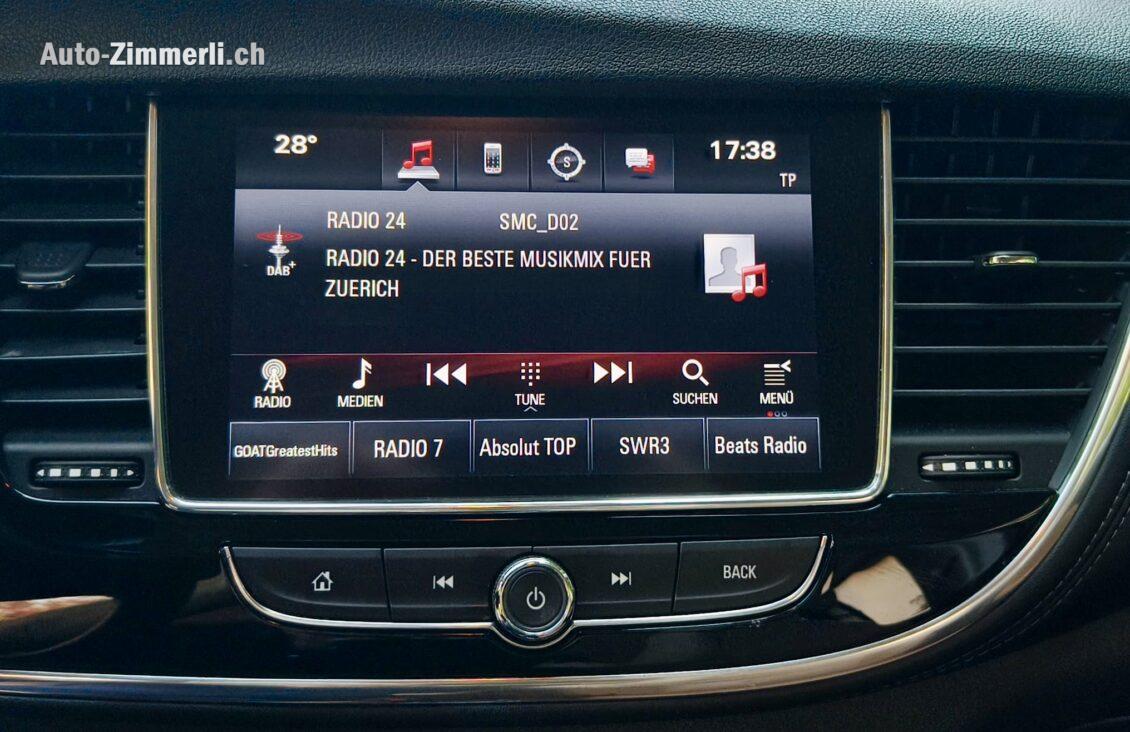 Auto-Zimmerli.ch
28°
S
17:38
TP
RADIO 24 SMC_D02
DAB+
RADIO 24 - DER BESTE MUSIKMIX FUER
ZUERICH
RADIO MEDIEN TUNE SUCHEN MENÜ
GOATGreatestHits RADIO 7 Absolut TOP SWR3 Beats Radio
BACK